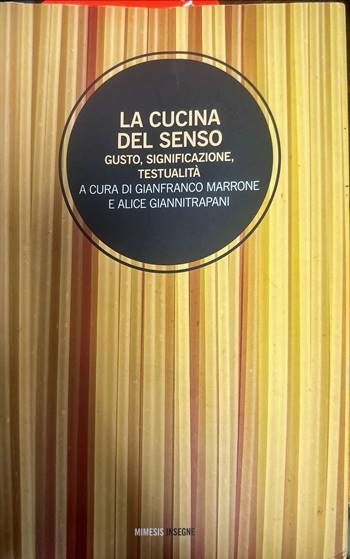 LA CUCINA
DEL SENSO
GUSTO, SIGNIFICAZIONE,
TESTUALITÀ
A CURA DI GIANFRANCO MARRONE
E ALICE GIANNITRAPANI
MIMESIS INSEGNE